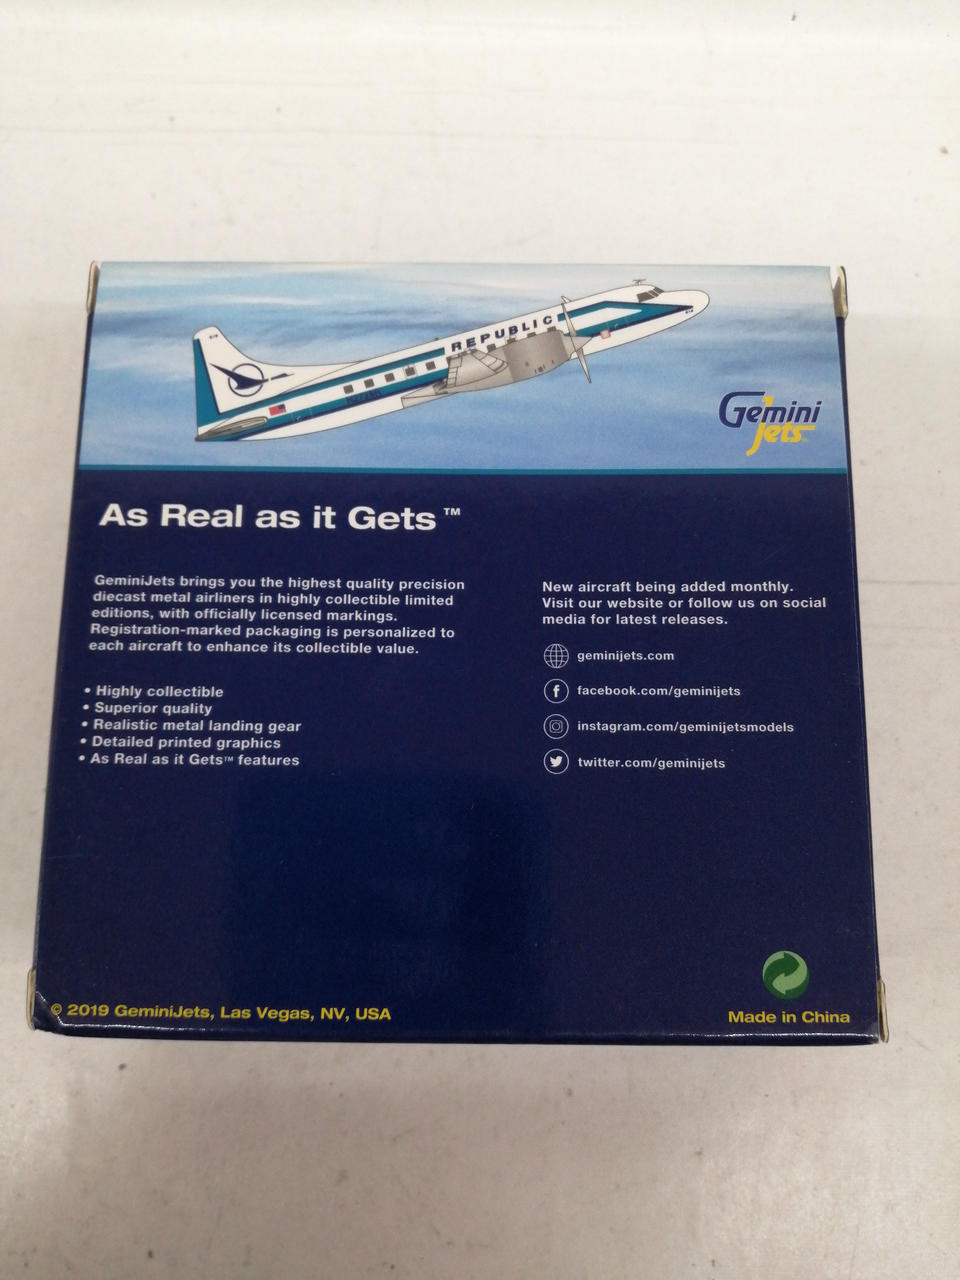 REPUBLIC
Gemini
Jets
As Real as it Gets™
GeminiJets brings you the highest quality precision
diecast metal airliners in highly collectible limited
editions, with officially licensed markings.
Registration-marked packaging is personalized to
each aircraft to enhance its collectible value.
• Highly collectible
• Superior quality
• Realistic metal landing gear
• Detailed printed graphics
• As Real as it Gets™ features
New aircraft being added monthly.
Visit our website or follow us on social
media for latest releases.
geminijets.com
facebook.com/geminijets
instagram.com/geminijetsmodels
twitter.com/geminijets
© 2019 GeminiJets, Las Vegas, NV, USA
Made in China